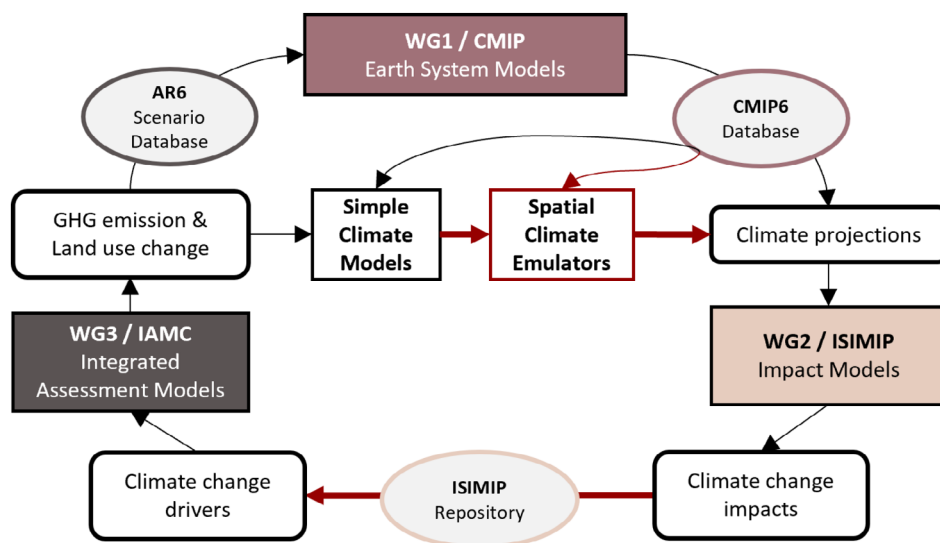 WG1 / CMIP
Earth System Models
AR6
Scenario
Database
CMIP6
Database
GHG emission &
Land use change
Simple
Climate
Models
Spatial
Climate
Emulators
Climate projections
WG3 / IAMC
Integrated
Assessment Models
WG2 / ISIMIP
Impact Models
Climate change
drivers
ISIMIP
Repository
Climate change
impacts